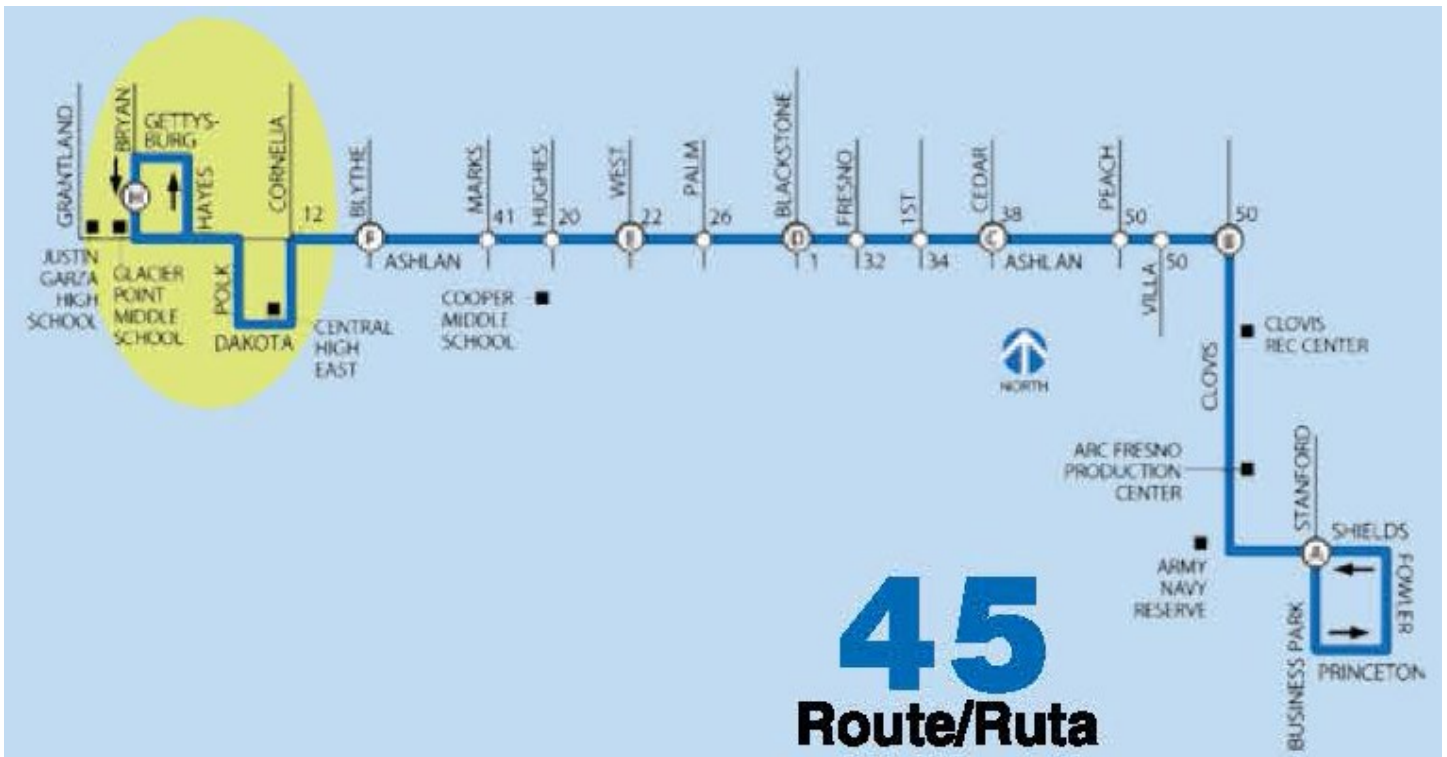 GRANTLAND
BRYAN
GETTYS-
BURG
HAYES
CORNELIA
12
BLYTHE
MARKS
41
HUGHES
20
WEST
22
PALM
26
BLACKSTONE
FRESNO
1ST
CEDAR
38
PEACH
50
50
H
F
E
D
C
B
ASHLAN
1
32
34
ASHLAN
50
VILLA
JUSTIN
GARZA
HIGH
SCHOOL
GLACIER
POINT
MIDDLE
SCHOOL
POLK
DAKOTA
CENTRAL
HIGH
EAST
COOPER
MIDDLE
SCHOOL
NORTH
CLOVIS
CLOVIS
REC CENTER
ARC FRESNO
PRODUCTION
CENTER
STANFORD
A
SHIELDS
FOWLER
ARMY
NAVY
RESERVE
BUSINESS PARK
PRINCETON
45
Route/Ruta